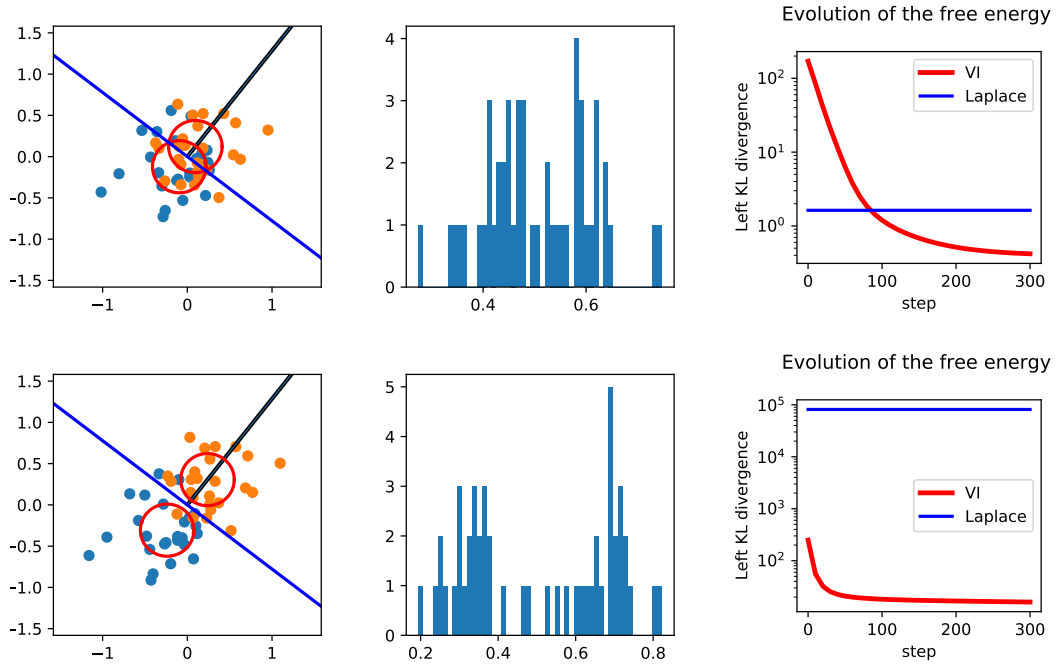 Evolution of the free energy
1.5
1.0
0.5
0.0
−0.5
−1.0
−1.5
−1 0 1
4
3
2
1
0
0.4 0.6
10²
10¹
10⁰
Left KL divergence
VI
Laplace
0 100 200 300
step
Evolution of the free energy
1.5
1.0
0.5
0.0
−0.5
−1.0
−1.5
−1 0 1
5
4
3
2
1
0
0.2 0.4 0.6 0.8
10⁵
10⁴
10³
10²
Left KL divergence
VI
Laplace
0 100 200 300
step